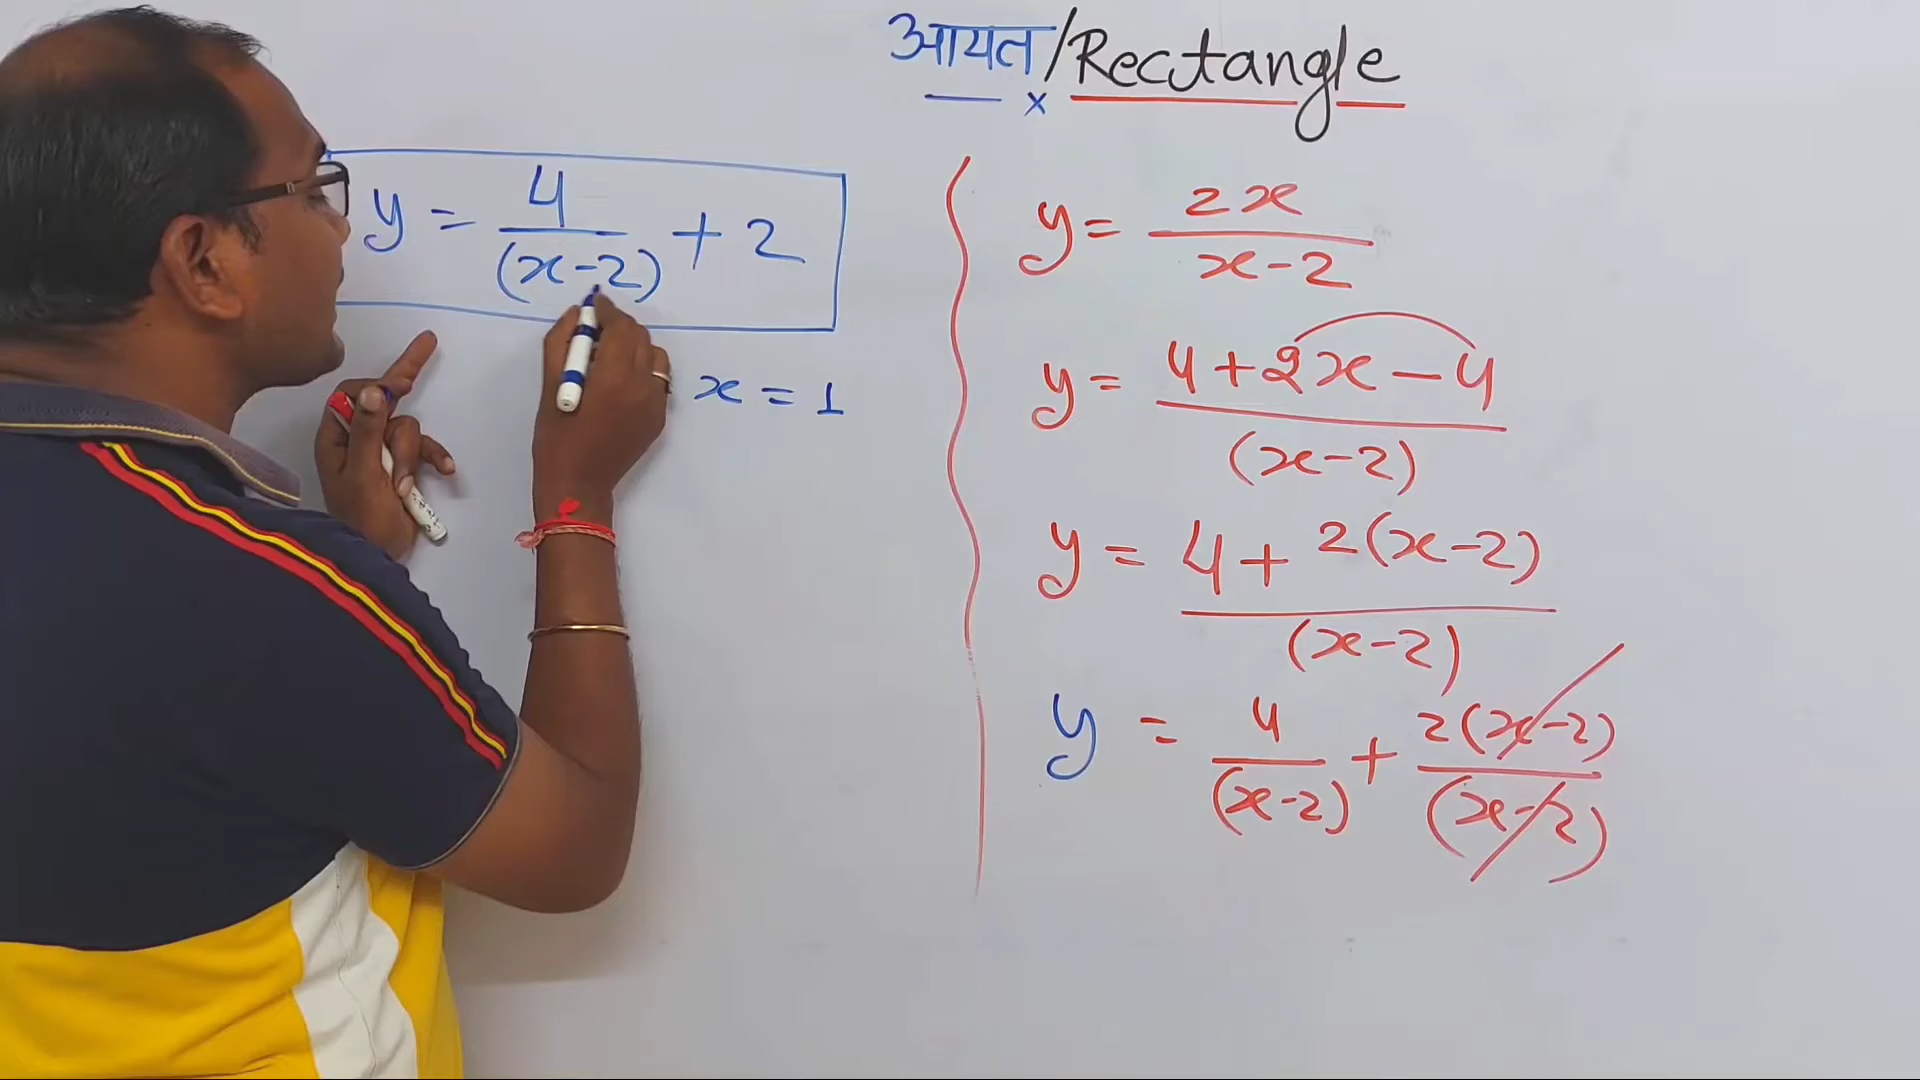 आयत/Rectangle
x
y = 4/(x-2) + 2
x = 1
y = 2x/x-2
y = 4+2x-4/(x-2)
y = 4+2(x-2)/(x-2)
y = 4/(x-2) + 2(x-2)/(x-2)